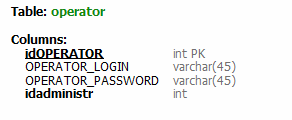 Table: operator
Columns:
idOPERATOR int PK
OPERATOR_LOGIN varchar(45)
OPERATOR_PASSWORD varchar(45)
idadministr int